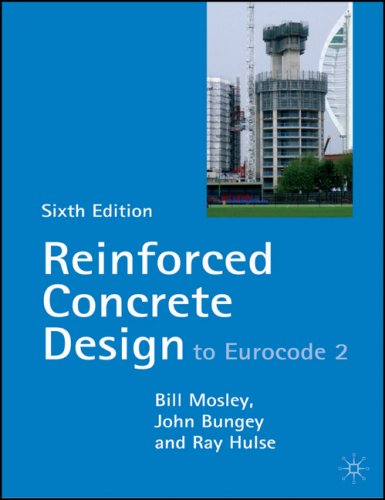 Sixth Edition
Reinforced
Concrete
Design to Eurocode 2
Bill Mosley,
John Bungey
and Ray Hulse